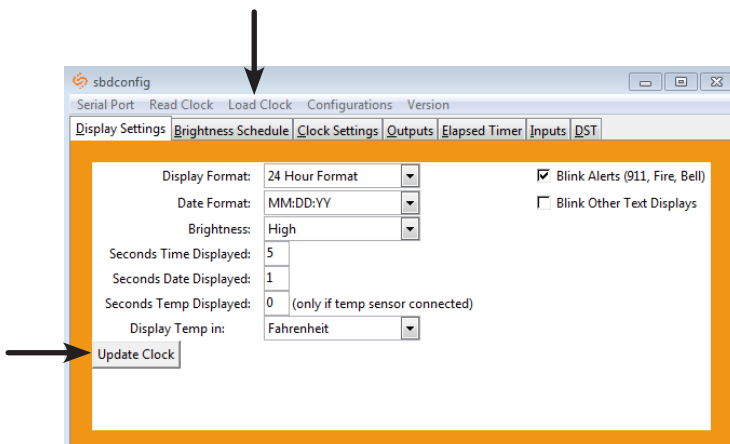 sbdconfig
Serial Port Read Clock Load Clock Configurations Version
Display Settings Brightness Schedule Clock Settings Outputs Elapsed Timer Inputs DST
Display Format: 24 Hour Format Blink Alerts (911, Fire, Bell)
Date Format: MM:DD:YY Blink Other Text Displays
Brightness: High
Seconds Time Displayed: 5
Seconds Date Displayed: 1
Seconds Temp Displayed: 0 (only if temp sensor connected)
Display Temp in: Fahrenheit
Update Clock